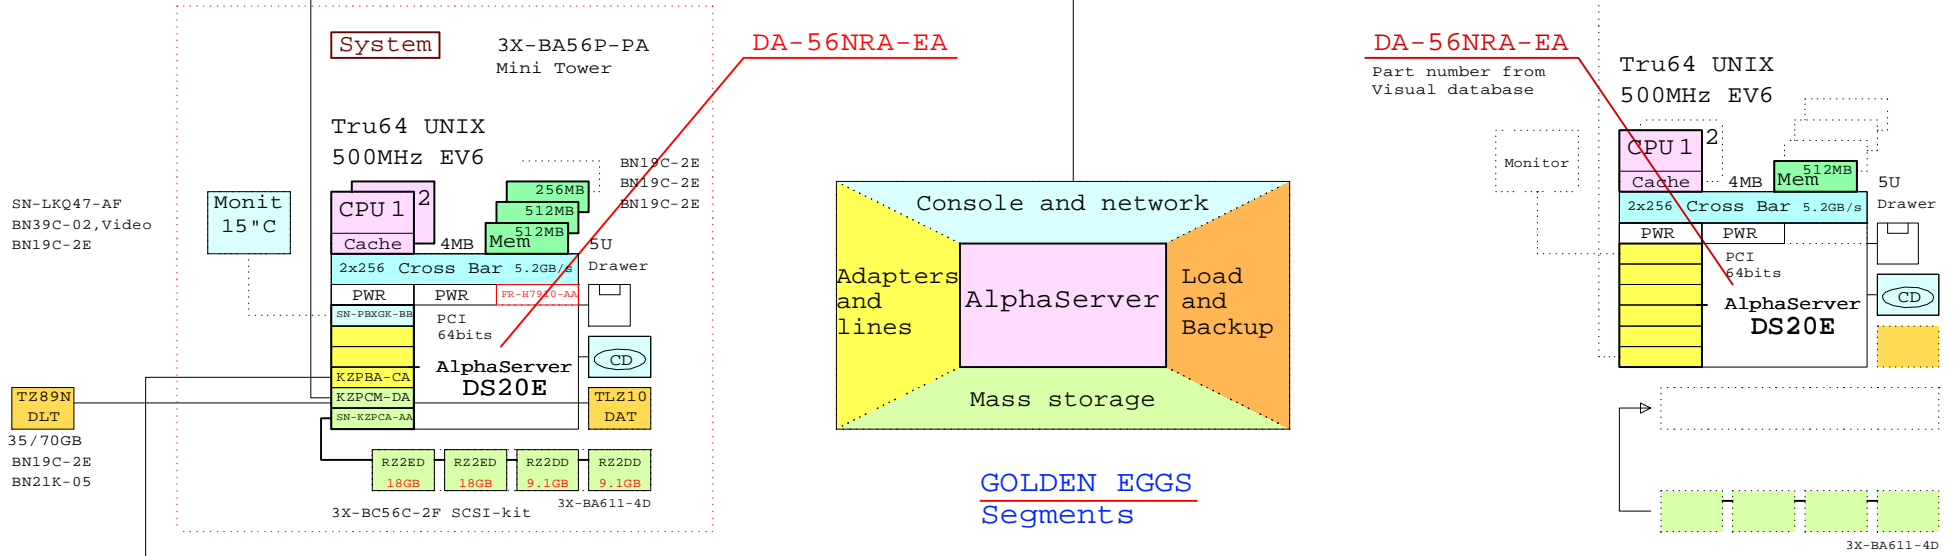 System
3X-BA56P-PA
Mini Tower
DA-56NRA-EA
Tru64 UNIX
500MHz EV6
BN19C-2E
BN19C-2E
BN19C-2E
SN-LKQ47-AF
BN39C-02,Video
BN19C-2E
Monit
15"C
CPU 1
2
Cache
4MB
256MB
512MB
512MB
Mem
5U
Drawer
2x256 Cross Bar 5.2GB/s
PWR
PWR
FR-H7910-AA
SN-PBXGK-BB
PCI
64bits
AlphaServer
DS20E
CD
KZPBA-CA
KZPCM-DA
SN-KZPCA-AA
TZ89N
DLT
35/70GB
BN19C-2E
BN21K-05
TLZ10
DAT
RZ2ED
18GB
RZ2ED
18GB
RZ2DD
9.1GB
RZ2DD
9.1GB
3X-BA611-4D
3X-BC56C-2F SCSI-kit
Console and network
Adapters
and
lines
AlphaServer
Load
and
Backup
Mass storage
GOLDEN EGGS
Segments
DA-56NRA-EA
Part number from
Visual database
Tru64 UNIX
500MHz EV6
Monitor
CPU 1
2
Cache
4MB
512MB
Mem
5U
Drawer
2x256 Cross Bar 5.2GB/s
PWR
PWR
PCI
64bits
AlphaServer
DS20E
CD
3X-BA611-4D